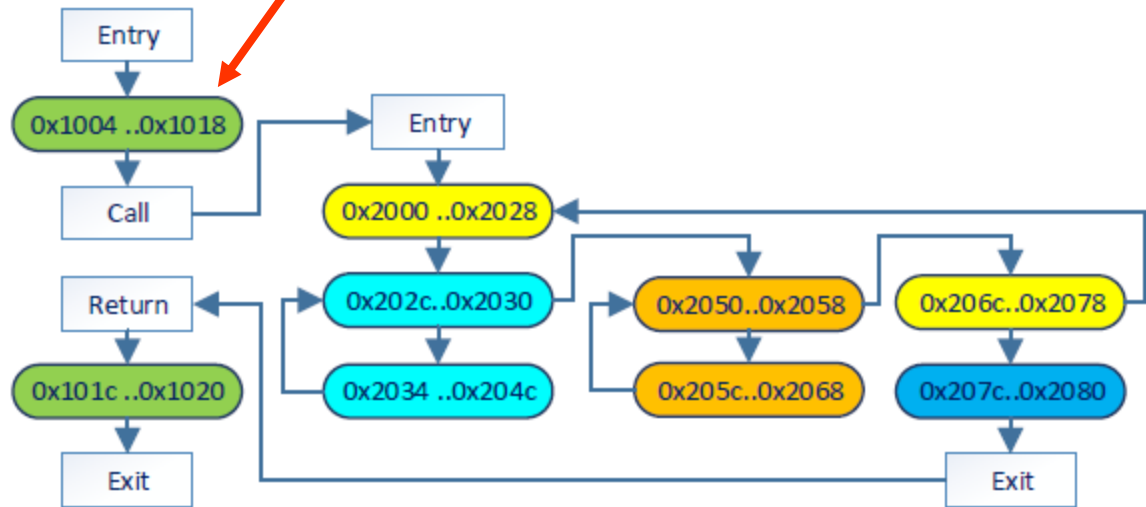 Entry
0x1004 ..0x1018
Call
Return
0x101c ..0x1020
Exit
Entry
0x2000 ..0x2028
0x202c..0x2030
0x2034 ..0x204c
0x2050..0x2058
0x205c..0x2068
0x206c..0x2078
0x207c..0x2080
Exit